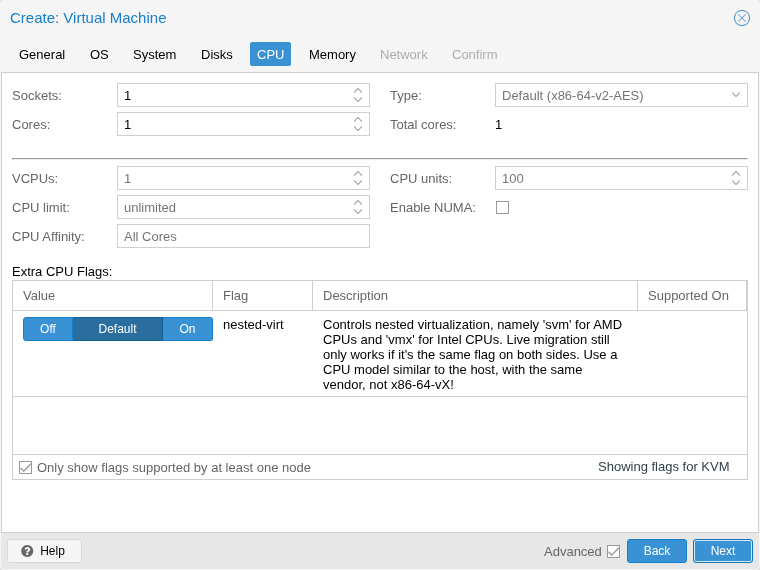 Create: Virtual Machine
General OS System Disks CPU Memory Network Confirm
Sockets: 1 Type: Default (x86-64-v2-AES)
Cores: 1 Total cores: 1
VCPUs: 1 CPU units: 100
CPU limit: unlimited Enable NUMA:
CPU Affinity: All Cores
Extra CPU Flags:
Value Flag Description Supported On
Off Default On nested-virt Controls nested virtualization, namely 'svm' for AMD
CPUs and 'vmx' for Intel CPUs. Live migration still
only works if it's the same flag on both sides. Use a
CPU model similar to the host, with the same
vendor, not x86-64-vX!
Only show flags supported by at least one node Showing flags for KVM
Help Advanced Back Next